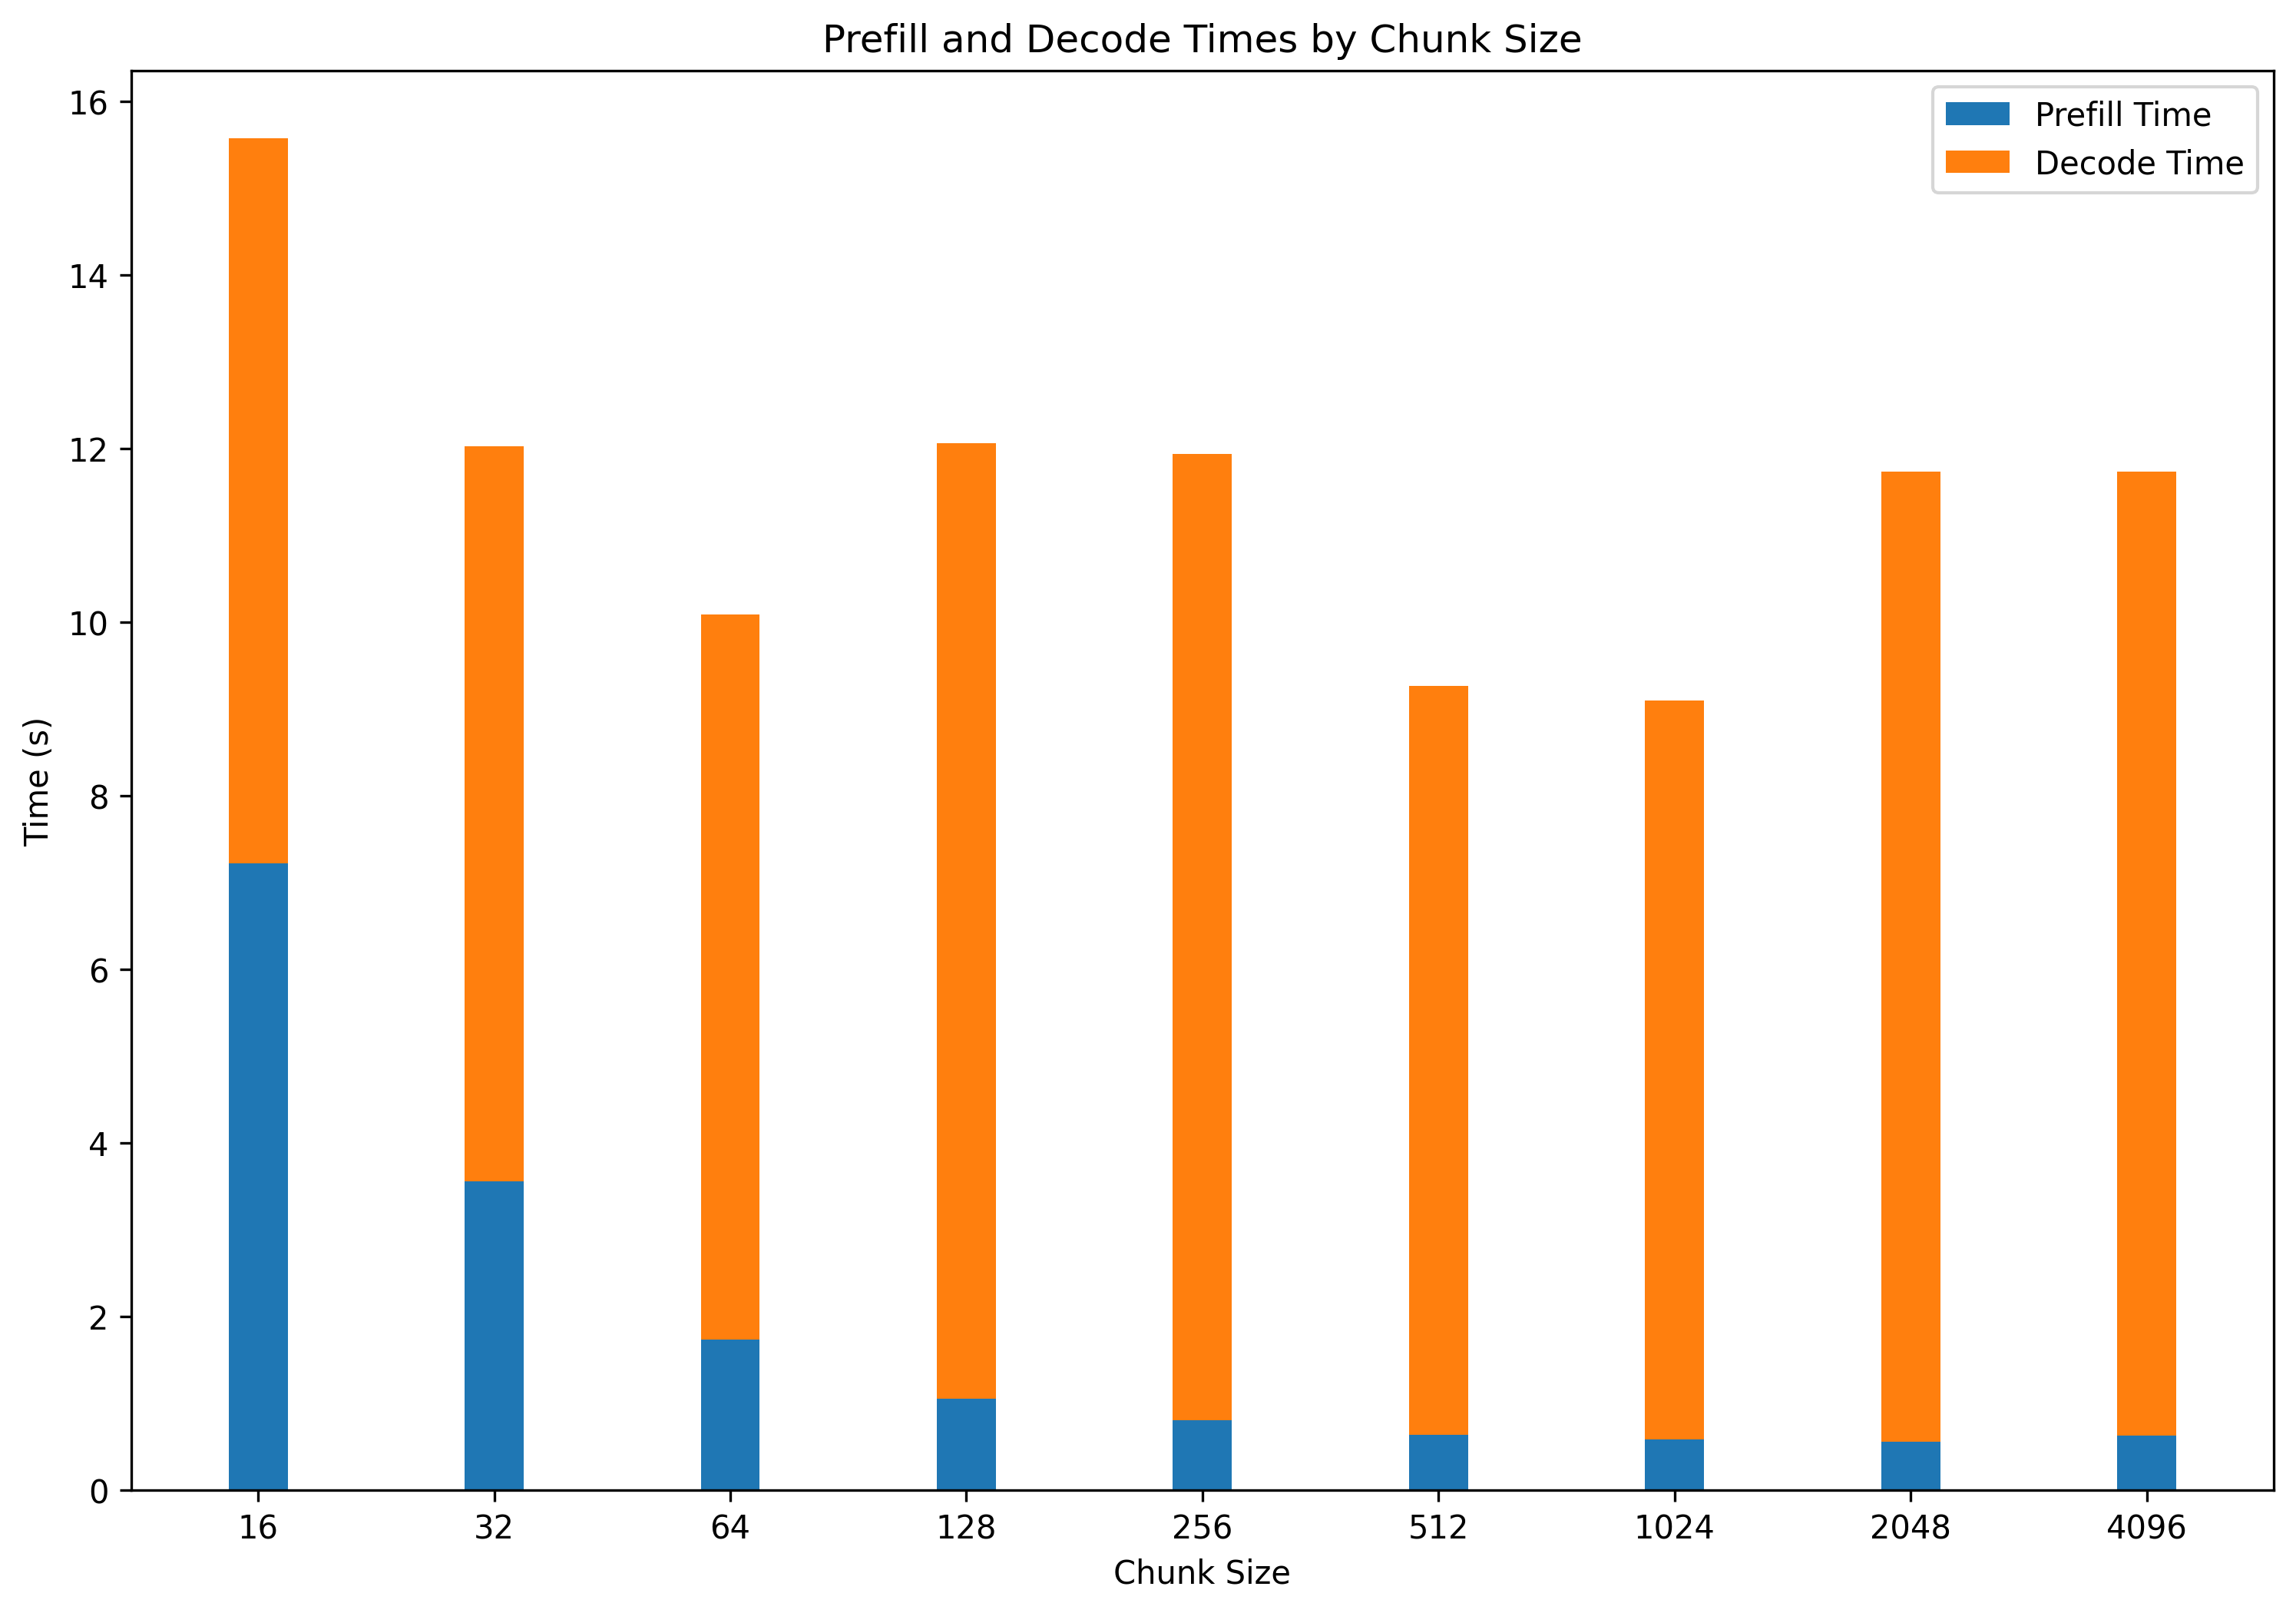 Prefill and Decode Times by Chunk Size
Prefill Time
Decode Time
16
14
12
10
8
6
4
2
0
Time (s)
16 32 64 128 256 512 1024 2048 4096
Chunk Size